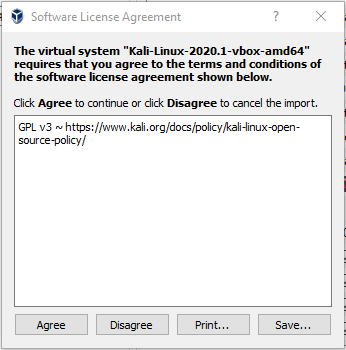 Software License Agreement
The virtual system "Kali-Linux-2020.1-vbox-amd64"
requires that you agree to the terms and conditions of
the software license agreement shown below.
Click Agree to continue or click Disagree to cancel the import.
GPL v3 ~ https://www.kali.org/docs/policy/kali-linux-open-
source-policy/
Agree
Disagree
Print...
Save...